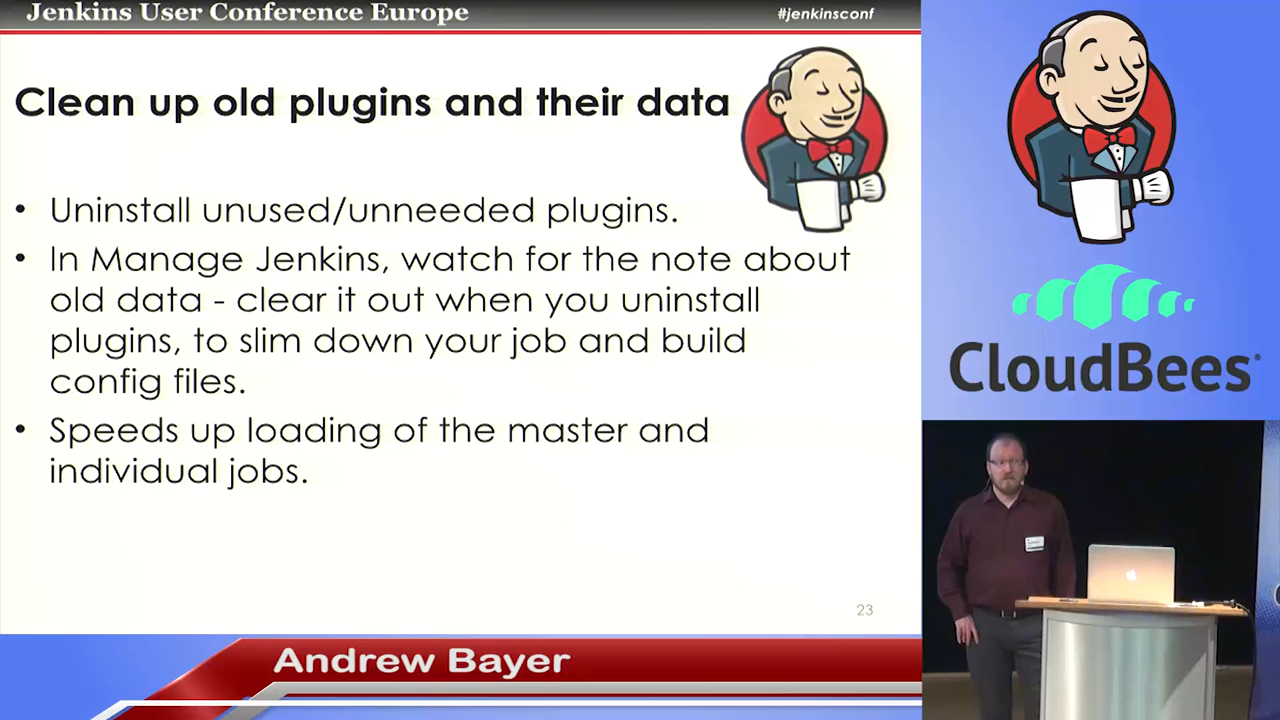 Jenkins User Conference Europe
#jenkinsconf
Clean up old plugins and their data
• Uninstall unused/unneeded plugins.
• In Manage Jenkins, watch for the note about
old data - clear it out when you uninstall
plugins, to slim down your job and build
config files.
• Speeds up loading of the master and
individual jobs.
23
Andrew Bayer
CloudBees